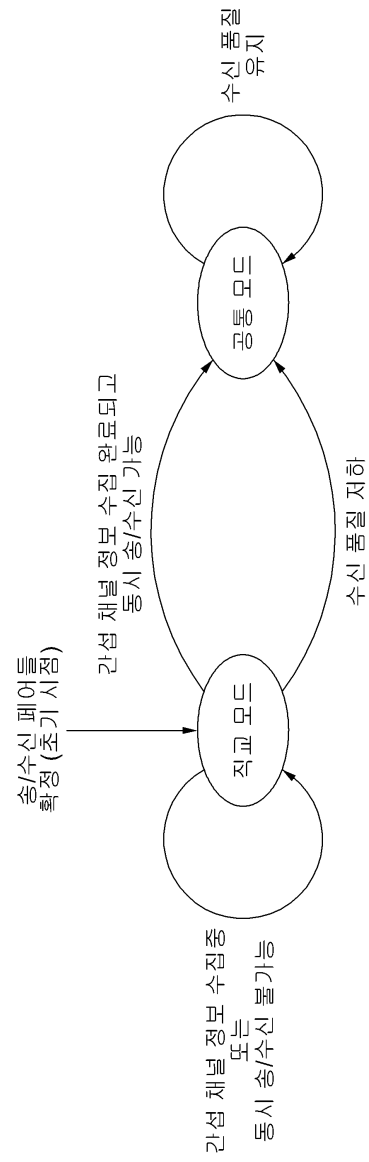 송/수신 페어들
확정 (초기 시점)
간섭 채널 정보 수집 완료되고
동시 송/수신 가능
수신 품질
유지
직교 모드
공동 모드
간섭 채널 정보 수집중
또는
동시 송/수신 불가능
수신 품질 저하